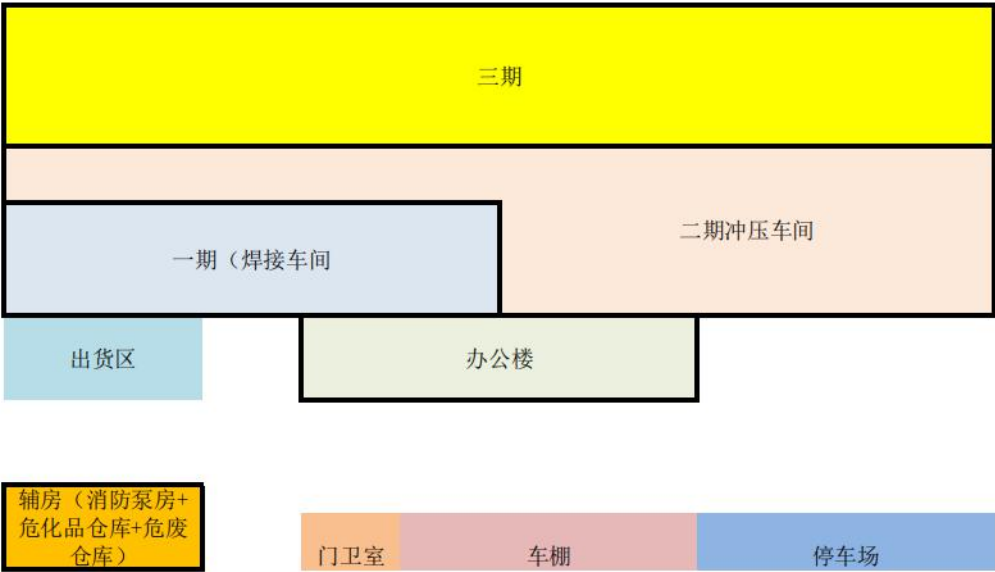 三期
二期冲压车间
一期（焊接车间
出货区
办公楼
辅房（消防泵房+
危化品仓库+危废
仓库）
门卫室
车棚
停车场